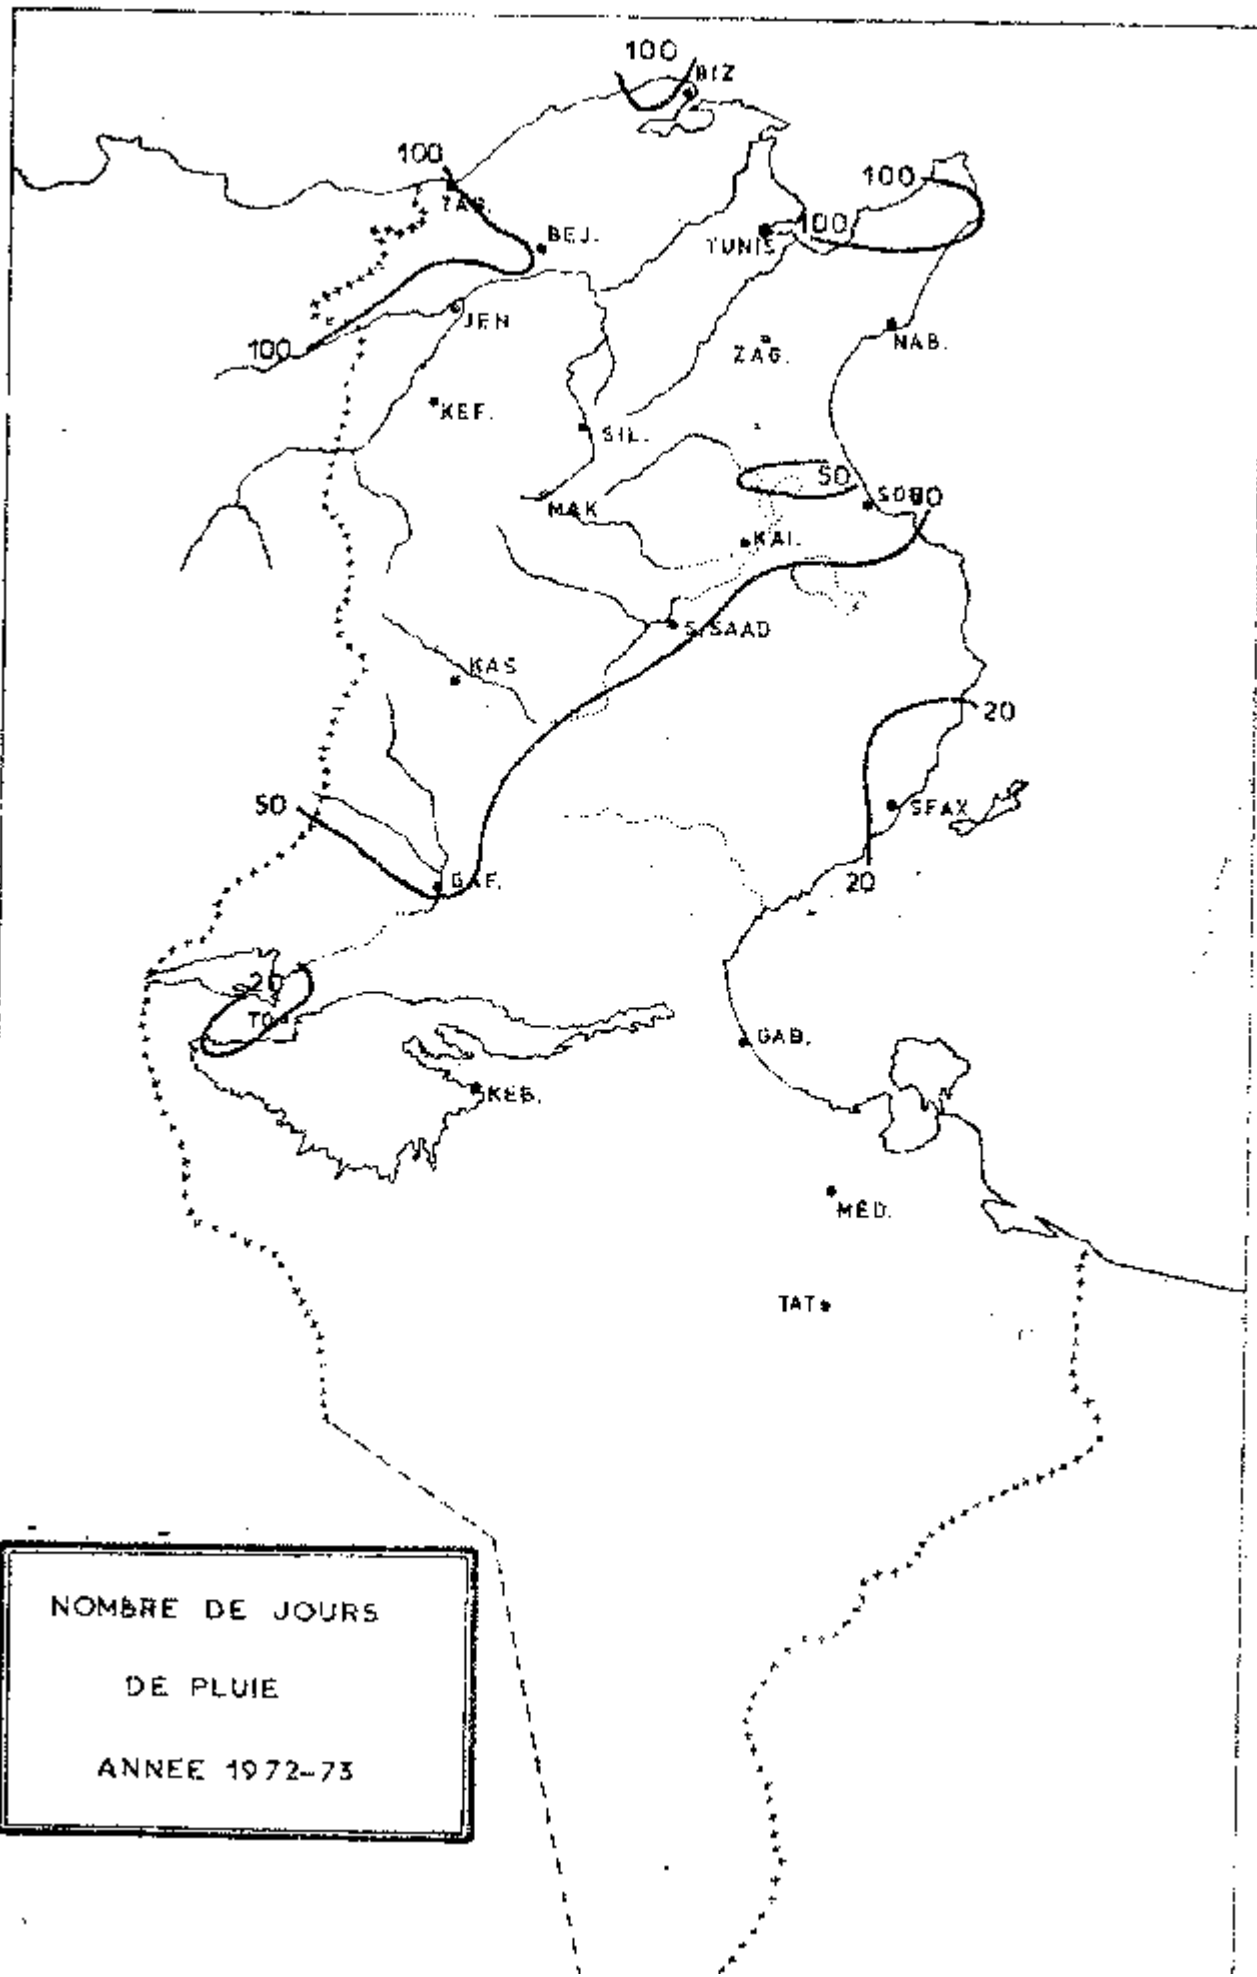 100
BIZ
100
TAB.
100
100
TUNIS
BEJ.
JEN
100
NAB.
ZAG.
KEF.
SIL.
50
MAK
KAI.
S/SAAD
KAS
20
50
SFAX
20
GAF.
20
TO
GAB.
KEB.
MED.
TAT
NOMBRE DE JOURS
DE PLUIE
ANNEE 1972-73